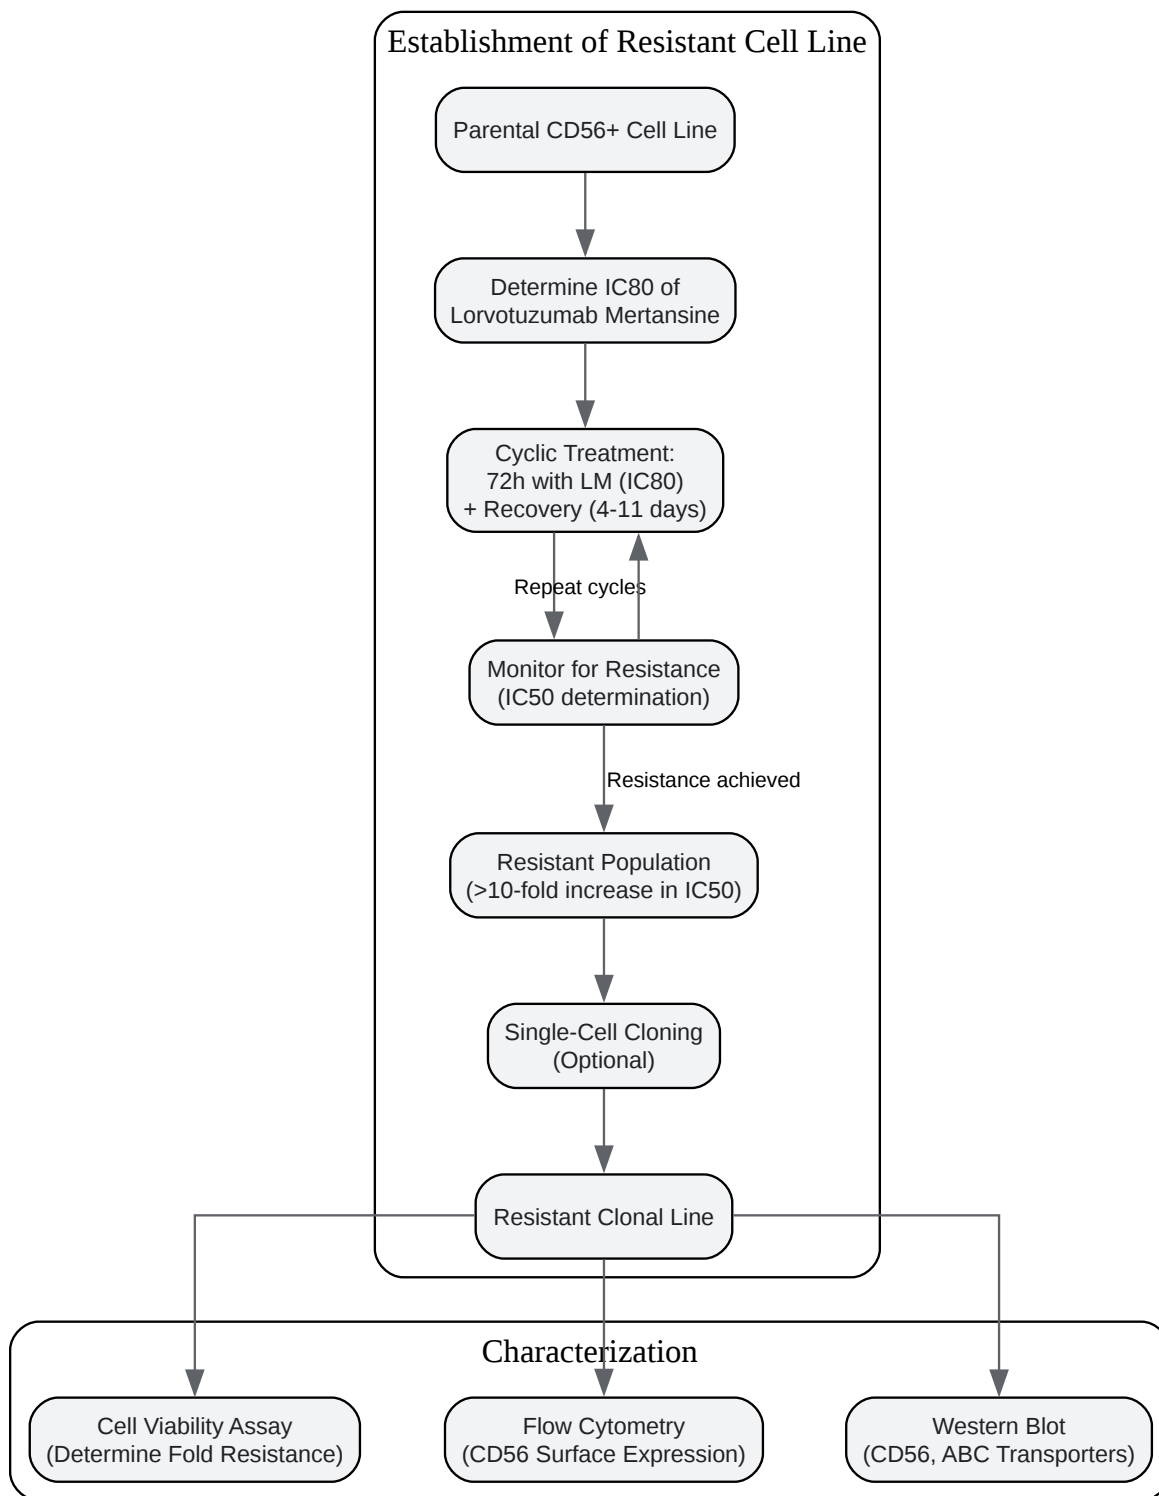 Establishment of Resistant Cell Line
Parental CD56+ Cell Line
Determine IC80 of
Lorvotuzumab Mertansine
Cyclic Treatment:
72h with LM (IC80)
+ Recovery (4-11 days)
Repeat cycles
Monitor for Resistance
(IC50 determination)
Resistance achieved
Resistant Population
(>10-fold increase in IC50)
Single-Cell Cloning
(Optional)
Resistant Clonal Line
Characterization
Cell Viability Assay
(Determine Fold Resistance)
Flow Cytometry
(CD56 Surface Expression)
Western Blot
(CD56, ABC Transporters)